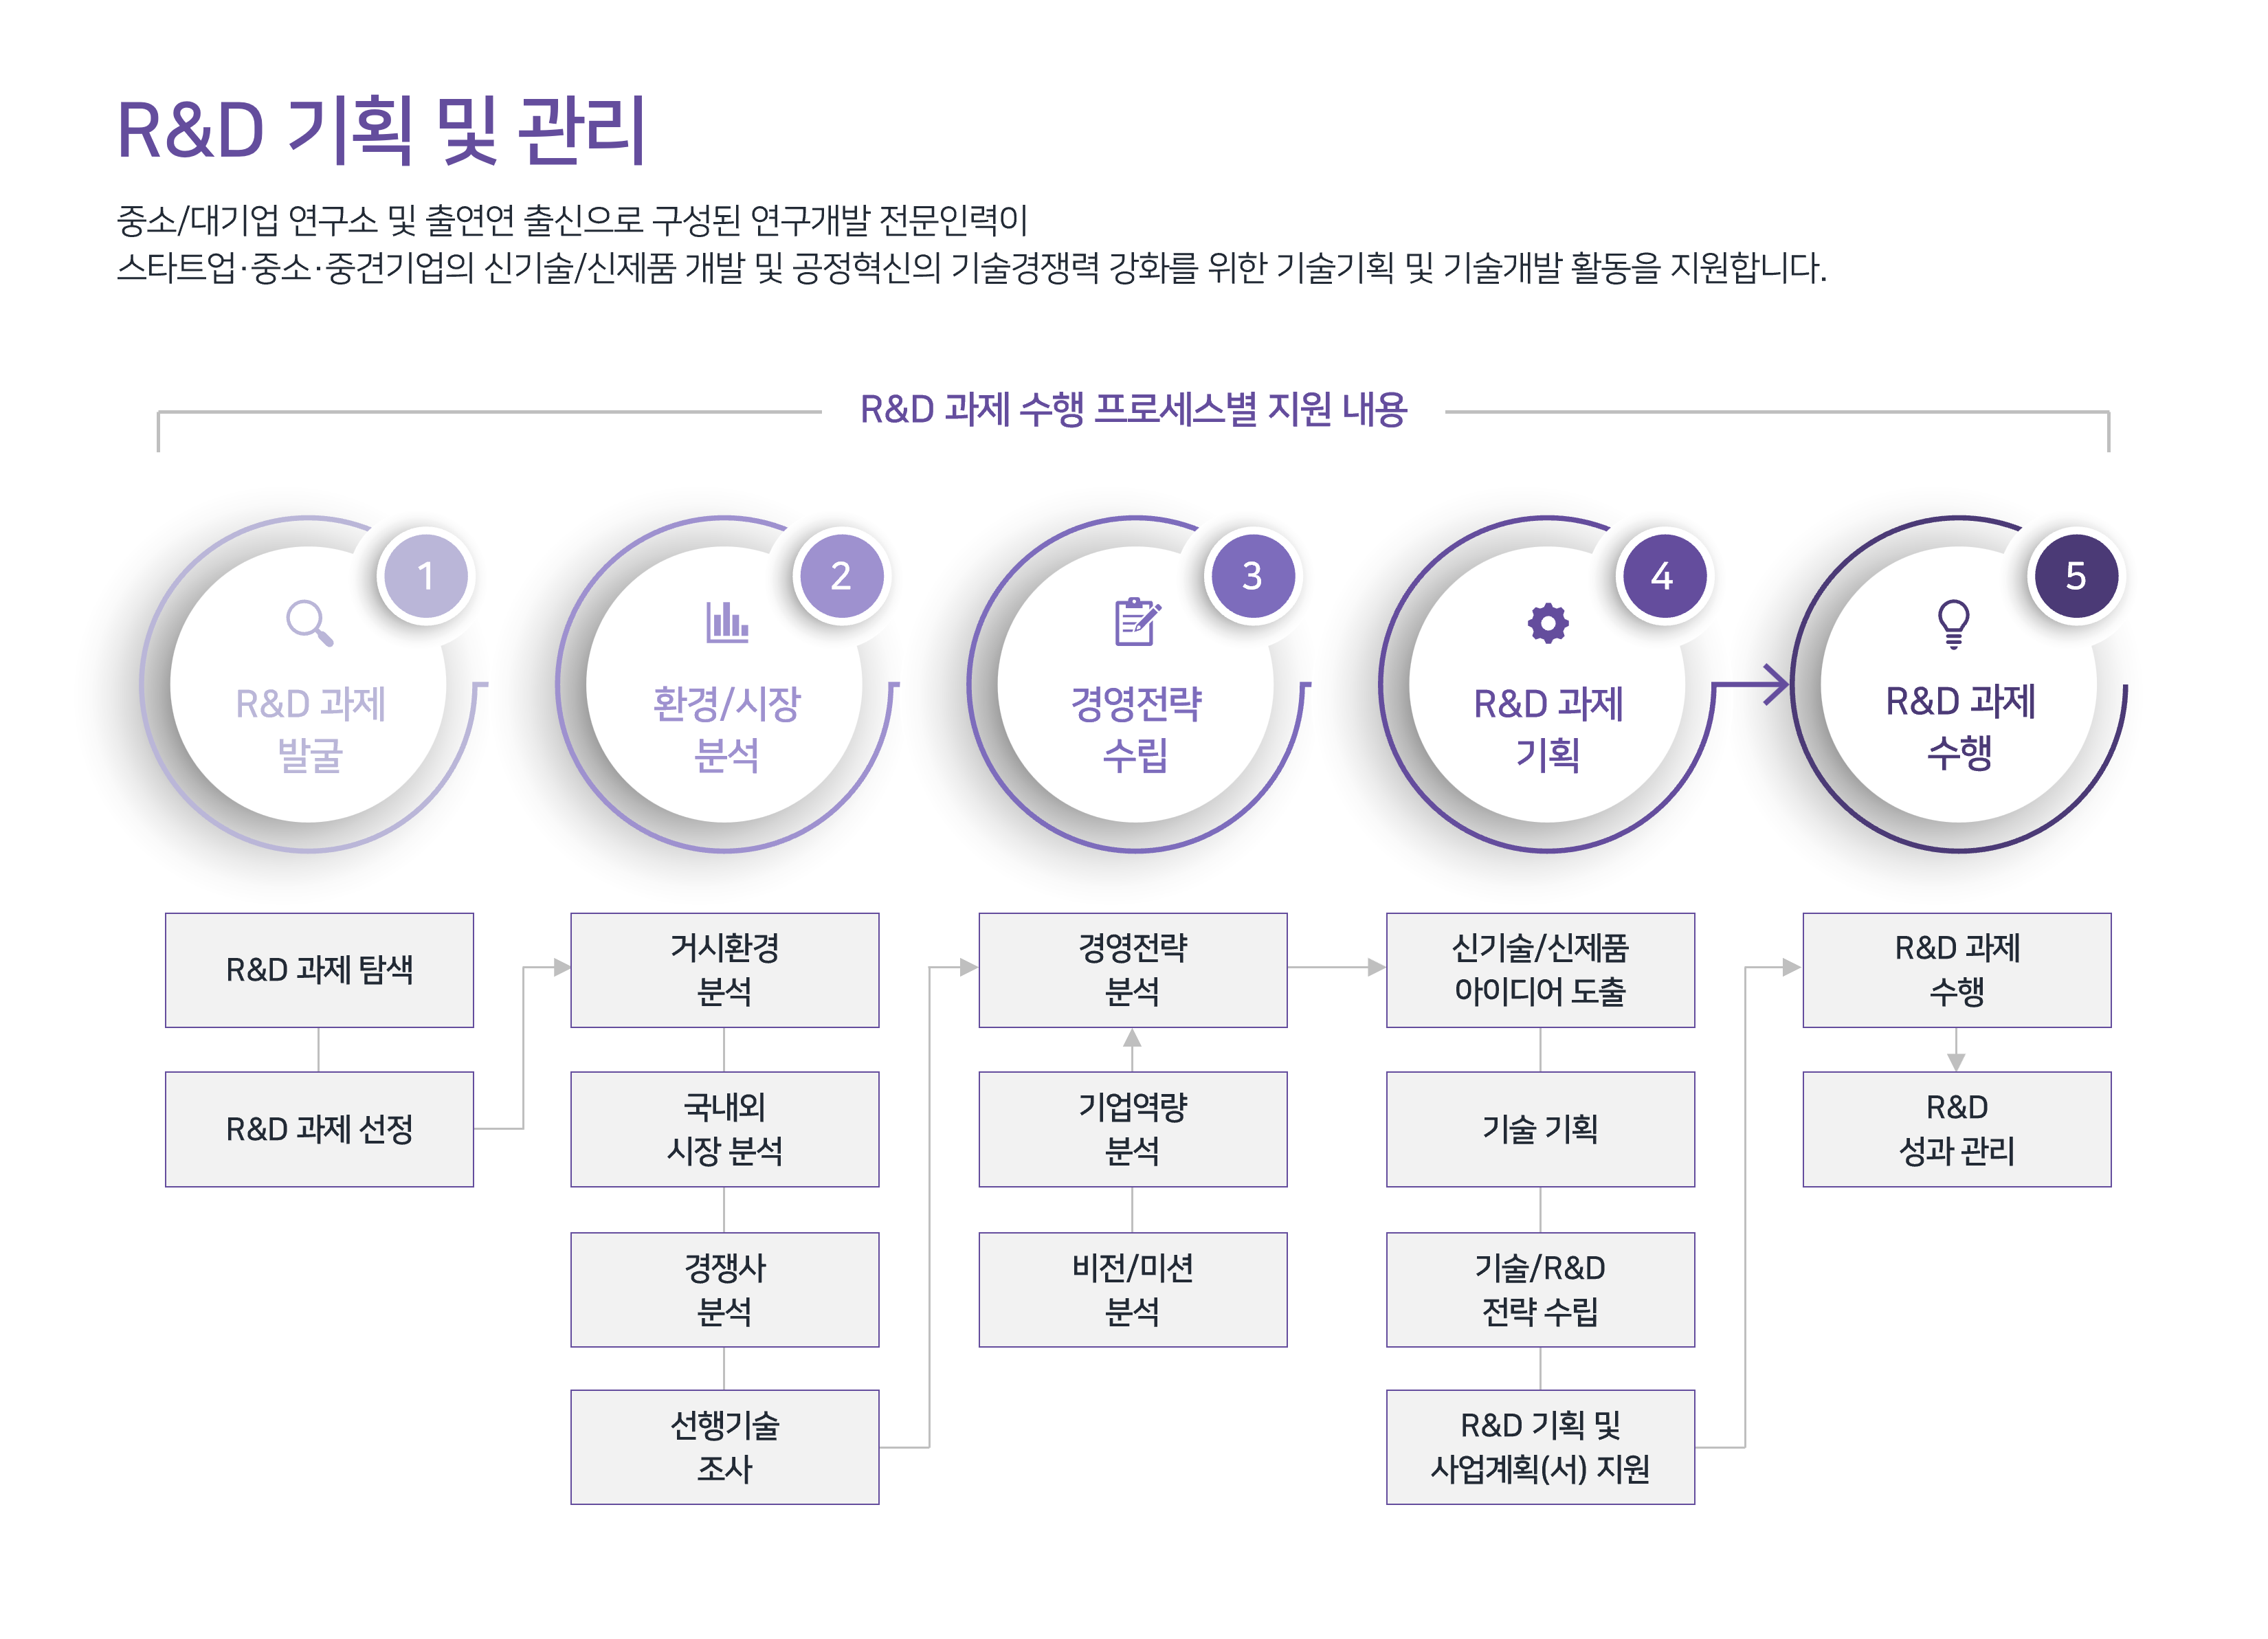 R&D 기획 및 관리
중소/대기업 연구소 및 출연연 출신으로 구성된 연구개발 전문인력이
스타트업·중소·중견기업의 신기술/신제품 개발 및 공정혁신의 기술경쟁력 강화를 위한 기술기획 및 기술개발 활동을 지원합니다.
R&D 과제 수행 프로세스별 지원 내용
1
R&D 과제
발굴
2
환경/시장
분석
3
경영전략
수립
4
R&D 과제
기획
5
R&D 과제
수행
R&D 과제 탐색
R&D 과제 선정
거시환경
분석
국내외
시장 분석
경쟁사
분석
선행기술
조사
경영전략
분석
기업역량
분석
비전/미션
분석
신기술/신제품
아이디어 도출
기술 기획
기술/R&D
전략 수립
R&D 기획 및
사업계획(서) 지원
R&D 과제
수행
R&D
성과 관리